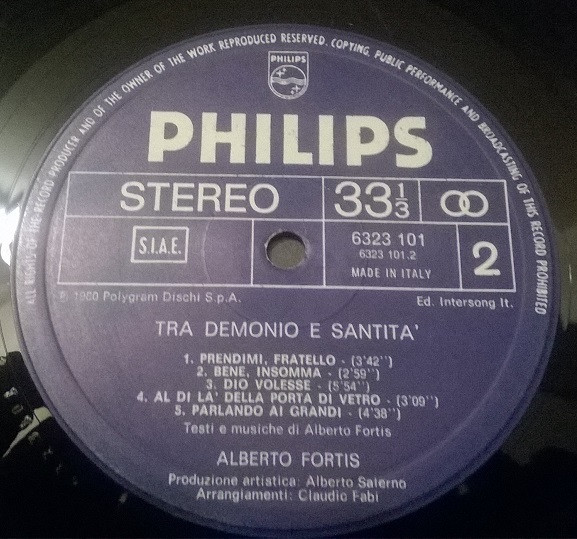 ALL RIGHTS OF THE RECORD PRODUCER AND OF THE OWNER OF THE WORK REPRODUCED RESERVED. COPYING, PUBLIC PERFORMANCE AND BROADCASTING OF THIS RECORD PROHIBITED
PHILIPS
PHILIPS
STEREO 33 1/3
S.I.A.E. 6323 101 2
6323 101.2
MADE IN ITALY
℗ 1980 Polygram Dischi S.p.A. Ed. Intersong It.
TRA DEMONIO E SANTITA'
1. PRENDIMI, FRATELLO - (3'42'')
2. BENE, INSOMMA - (2'59'')
3. DIO VOLESSE - (5'54'')
4. AL DI LA' DELLA PORTA DI VETRO - (3'09'')
5. PARLANDO AI GRANDI - (4'38'')
Testi e musiche di Alberto Fortis
ALBERTO FORTIS
Produzione artistica: Alberto Salerno
Arrangiamenti: Claudio Fabi